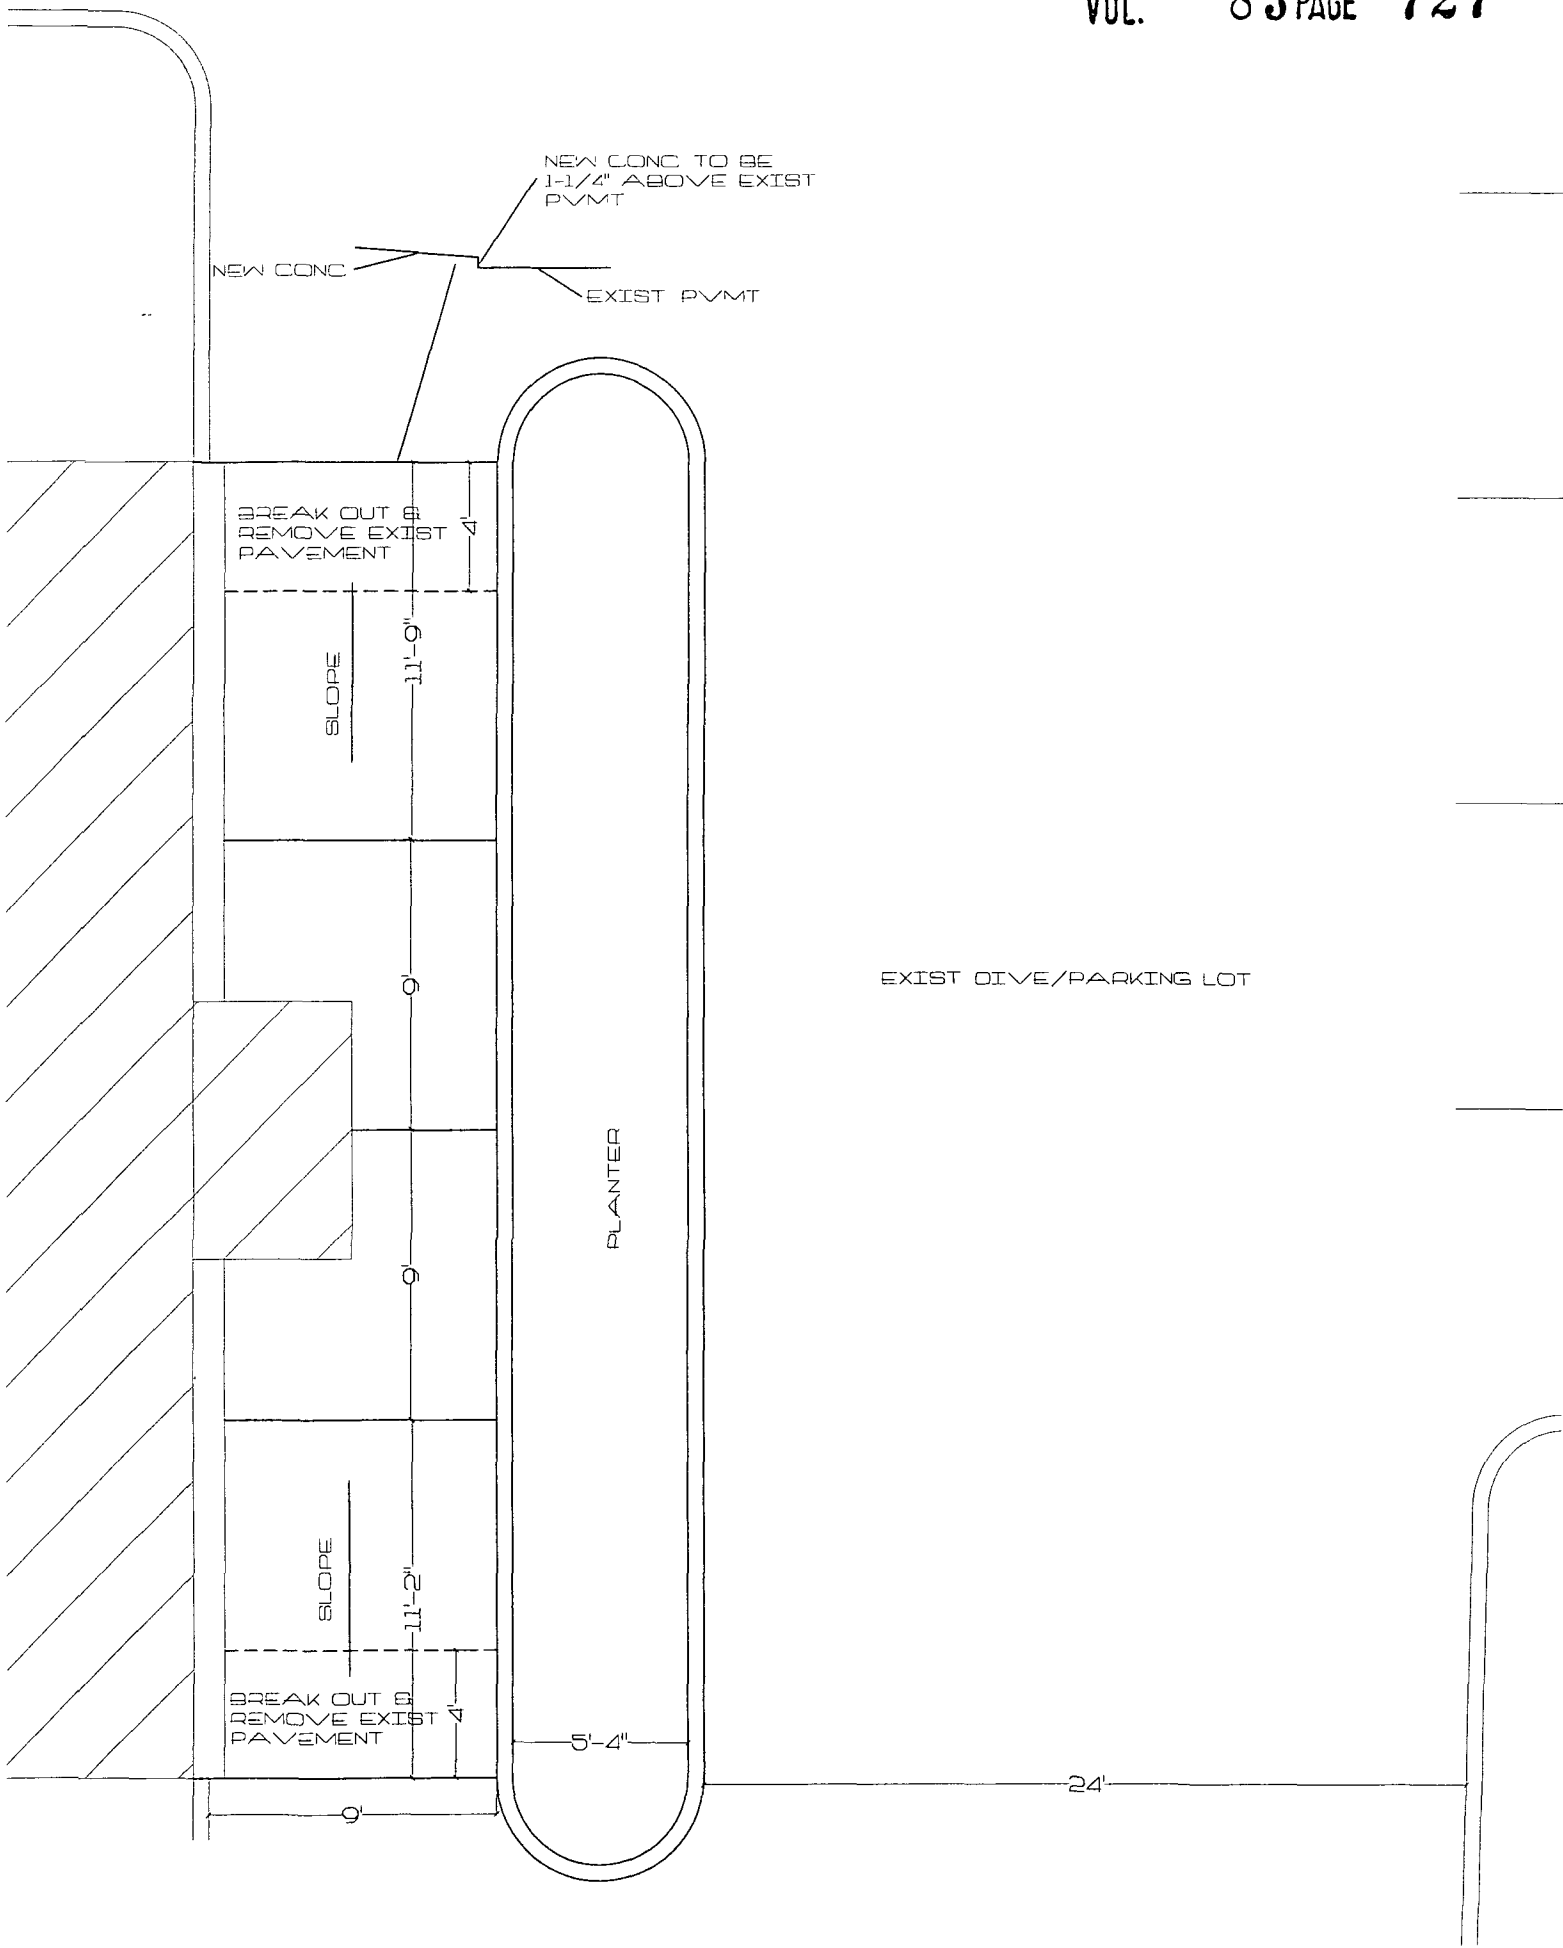 VOL. 83 PAGE 727
NEW CONC TO BE
1-1/4" ABOVE EXIST
PVMT
NEW CONC
EXIST PVMT
BREAK OUT &
REMOVE EXIST
PAVEMENT
4'
11'-9"
SLOPE
9'
EXIST DIVE/PARKING LOT
PLANTER
9'
SLOPE
11'-2"
BREAK OUT &
REMOVE EXIST
PAVEMENT
4'
5'-4"
24'
9'